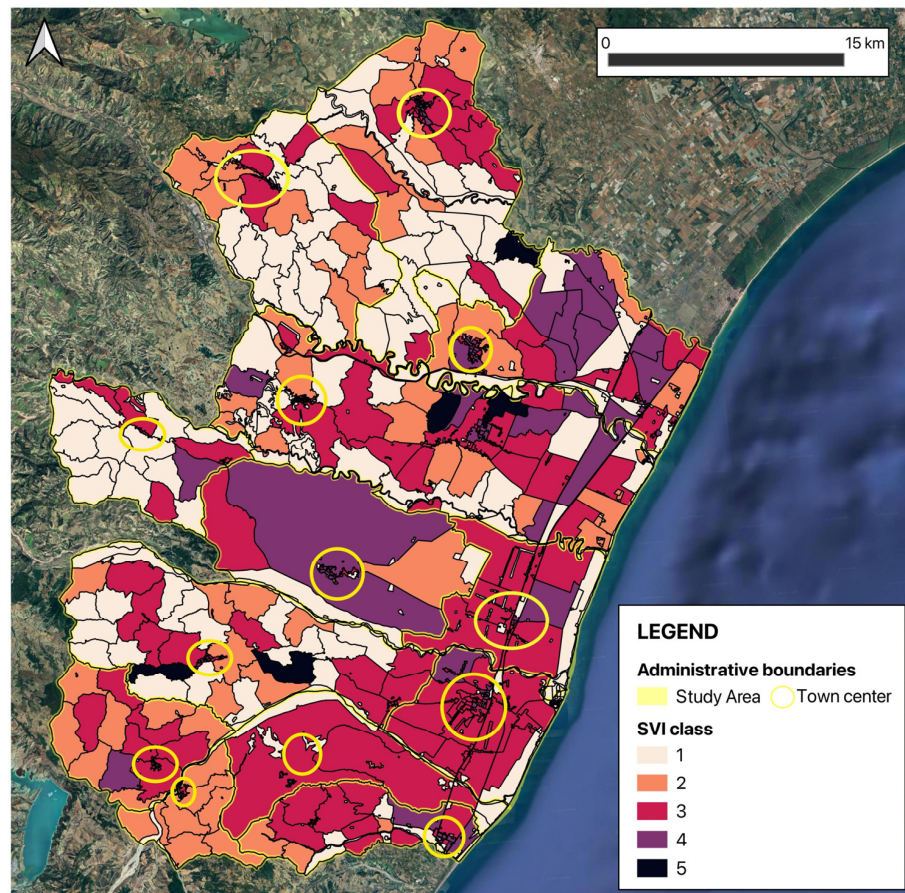 0 15 km
LEGEND
Administrative boundaries
Study Area Town center
SVI class
1
2
3
4
5